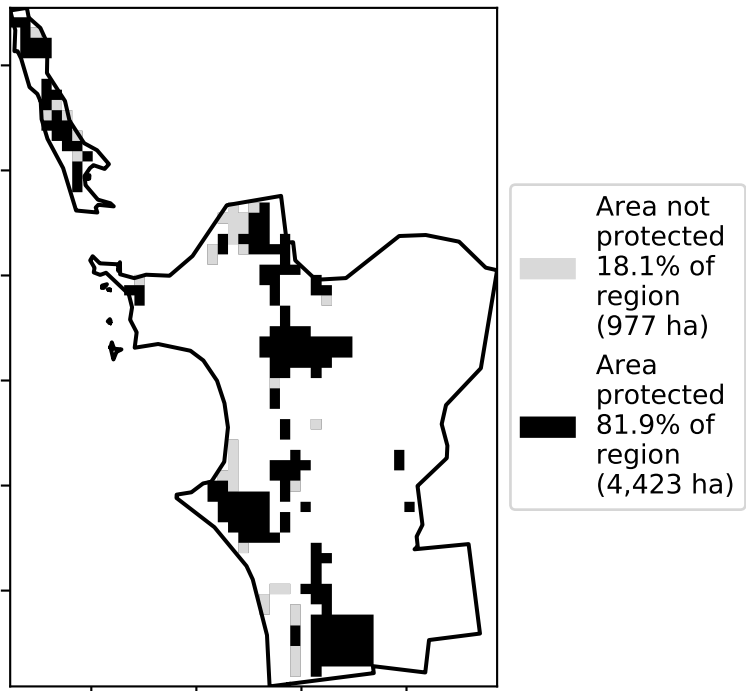 Area not
protected
18.1% of
region
(977 ha)
Area
protected
81.9% of
region
(4,423 ha)